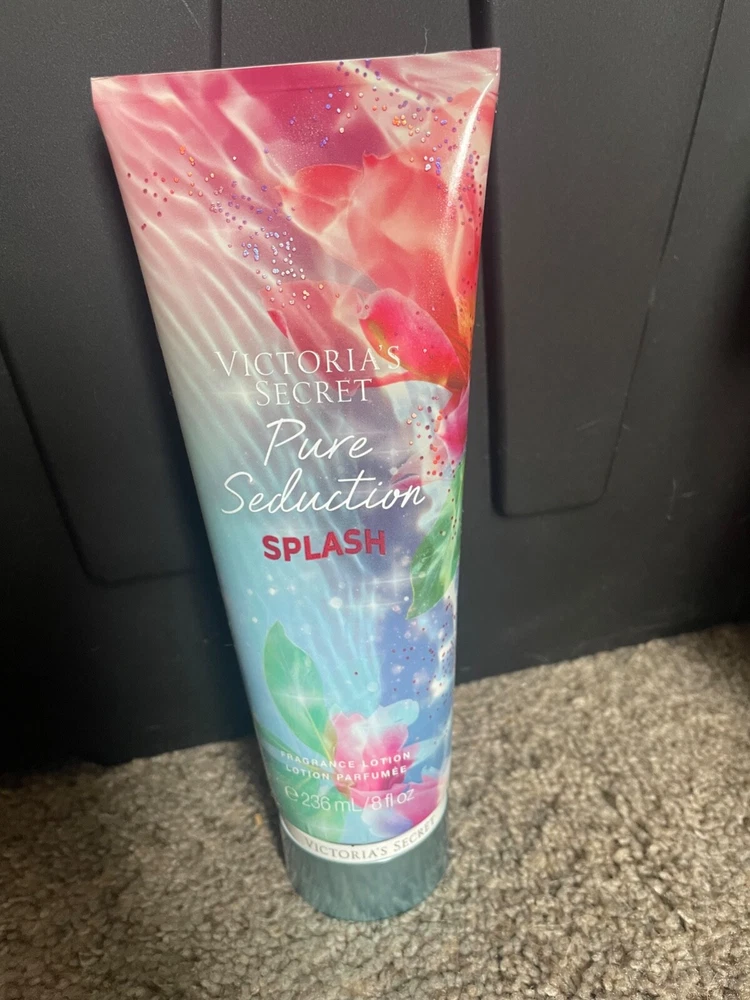 VICTORIA'S
SECRET
Pure
Seduction
SPLASH
FRAGRANCE LOTION
LOTION PARFUMÉE
℮ 236 mL/8 fl oz
VICTORIA'S SECRET